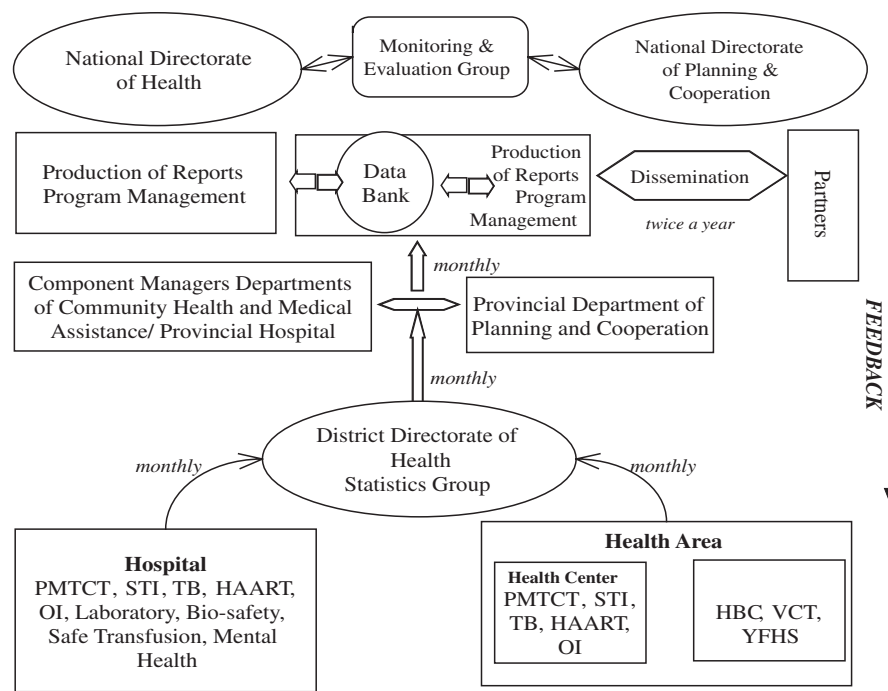 National Directorate
of Health
Monitoring &
Evaluation Group
National Directorate
of Planning &
Cooperation
Production of Reports
Program Management
Data
Bank
Production
of Reports
Program
Management
Dissemination
twice a year
Partners
monthly
Component Managers Departments
of Community Health and Medical
Assistance/ Provincial Hospital
Provincial Department of
Planning and Cooperation
FEEDBACK
monthly
District Directorate of
Health
Statistics Group
monthly
monthly
Hospital
PMTCT, STI, TB, HAART,
OI, Laboratory, Bio-safety,
Safe Transfusion, Mental
Health
Health Area
Health Center
PMTCT, STI,
TB, HAART,
OI
HBC, VCT,
YFHS